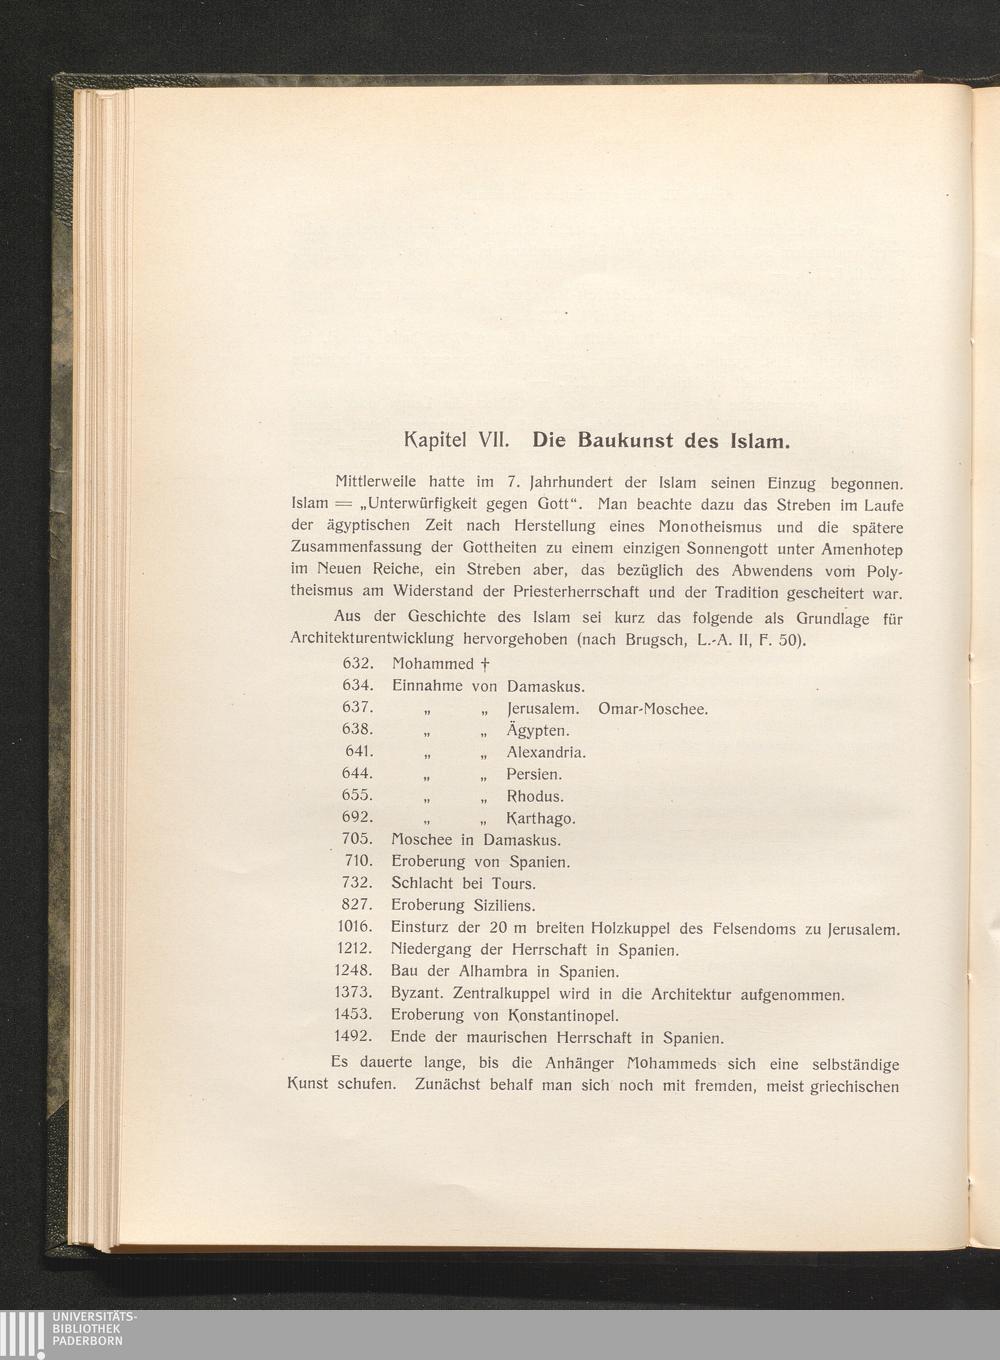 Kapitel VII. Die Baukunst des Islam.
Mittlerweile hatte im 7. Jahrhundert der Islam seinen Einzug begonnen.
Islam = „Unterwürfigkeit gegen Gott“. Man beachte dazu das Streben im Laufe
der ägyptischen Zeit nach Herstellung eines Monotheismus und die spätere
Zusammenfassung der Gottheiten zu einem einzigen Sonnengott unter Amenhotep
im Neuen Reiche, ein Streben aber, das bezüglich des Abwendens vom Poly-
theismus am Widerstand der Priesterherrschaft und der Tradition gescheitert war.
Aus der Geschichte des Islam sei kurz das folgende als Grundlage für
Architekturentwicklung hervorgehoben (nach Brugsch, L.-A. II, F. 50).
632. Mohammed †
634. Einnahme von Damaskus.
637. „ „ Jerusalem. Omar-Moschee.
638. „ „ Ägypten.
641. „ „ Alexandria.
644. „ „ Persien.
655. „ „ Rhodus.
692. „ „ Karthago.
705. Moschee in Damaskus.
710. Eroberung von Spanien.
732. Schlacht bei Tours.
827. Eroberung Siziliens.
1016. Einsturz der 20 m breiten Holzkuppel des Felsendoms zu Jerusalem.
1212. Niedergang der Herrschaft in Spanien.
1248. Bau der Alhambra in Spanien.
1373. Byzant. Zentralkuppel wird in die Architektur aufgenommen.
1453. Eroberung von Konstantinopel.
1492. Ende der maurischen Herrschaft in Spanien.
Es dauerte lange, bis die Anhänger Mohammeds sich eine selbständige
Kunst schufen. Zunächst behalf man sich noch mit fremden, meist griechischen
UNIVERSITÄTS-
BIBLIOTHEK
PADERBORN